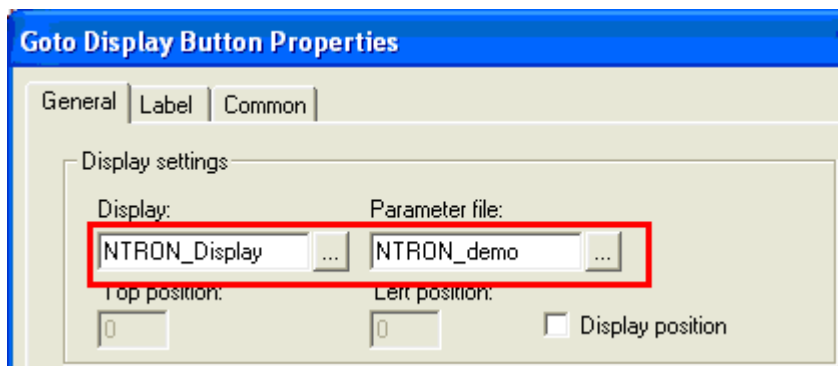 Goto Display Button Properties
General Label Common
Display settings
Display: Parameter file:
NTRON_Display ... NTRON_demo ...
Top position: Left position:
0 0 Display position